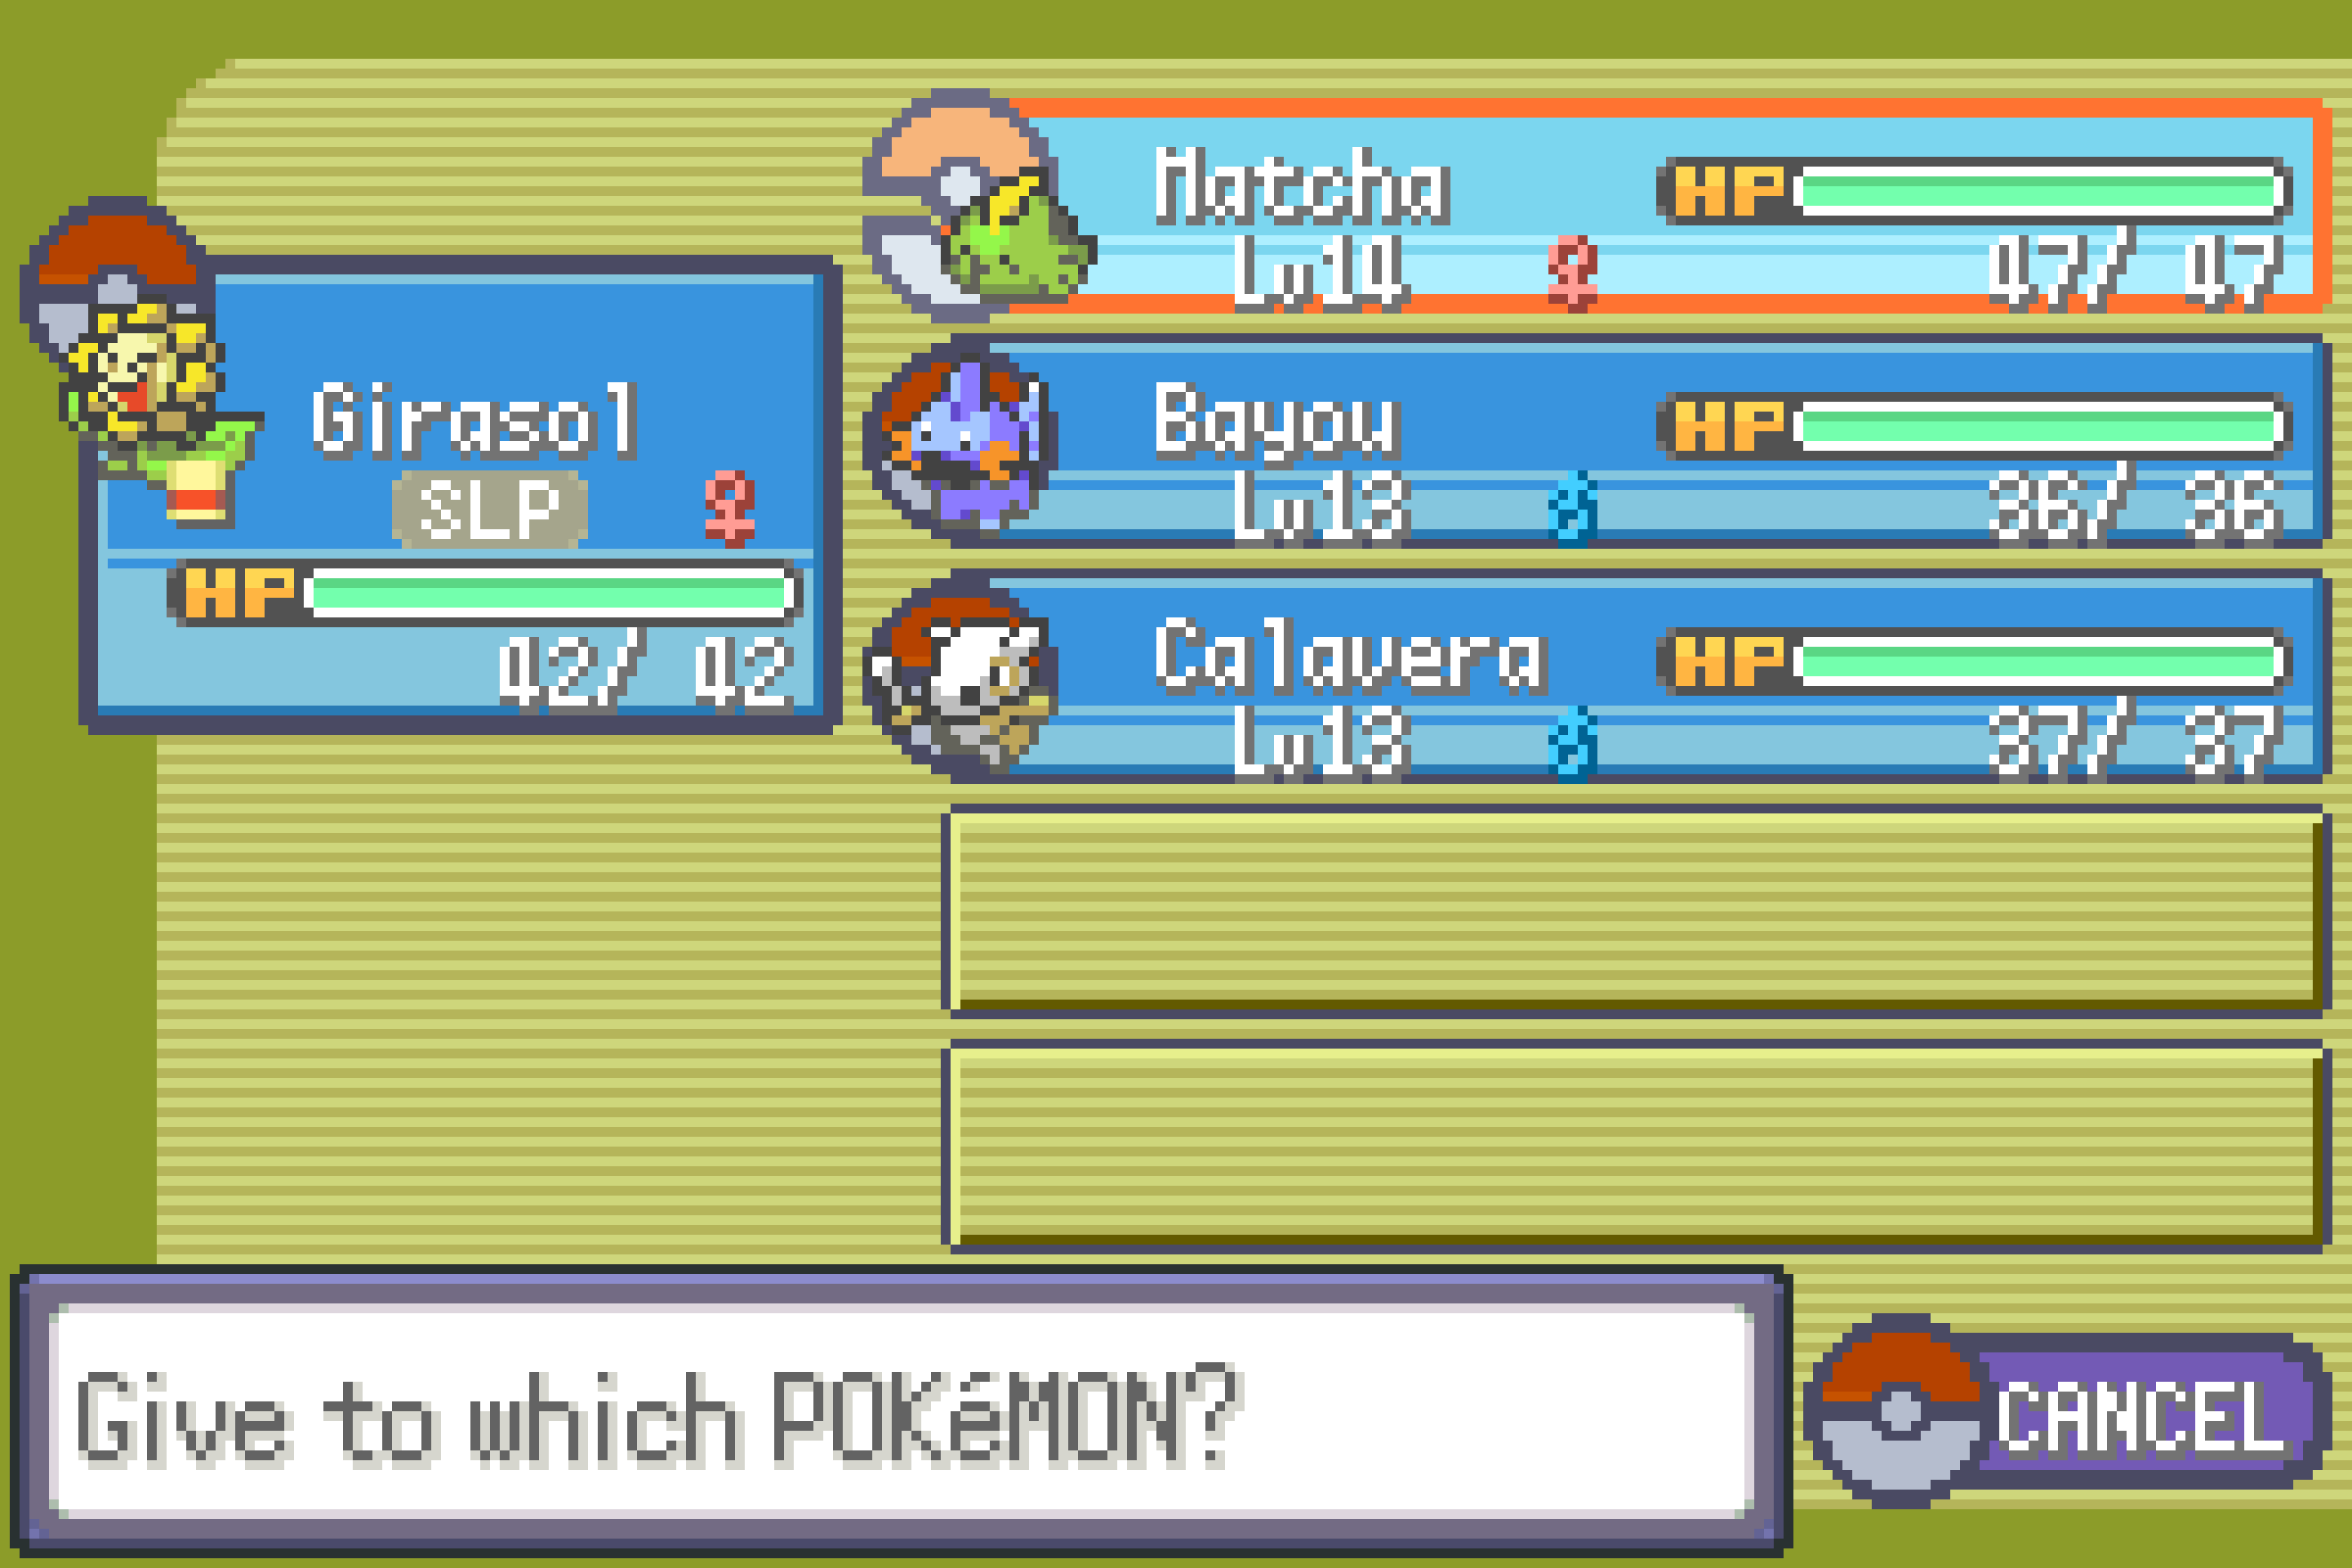 Girasol
SLP ♀
HP
42/ 42
Matcha HP
Lv14 ♀ 47/ 47
Bayou HP
Lv13 ♂ 36/ 36
Calavera HP
Lv13 ♂ 37/ 37
Give to which POKéMON?
CANCEL